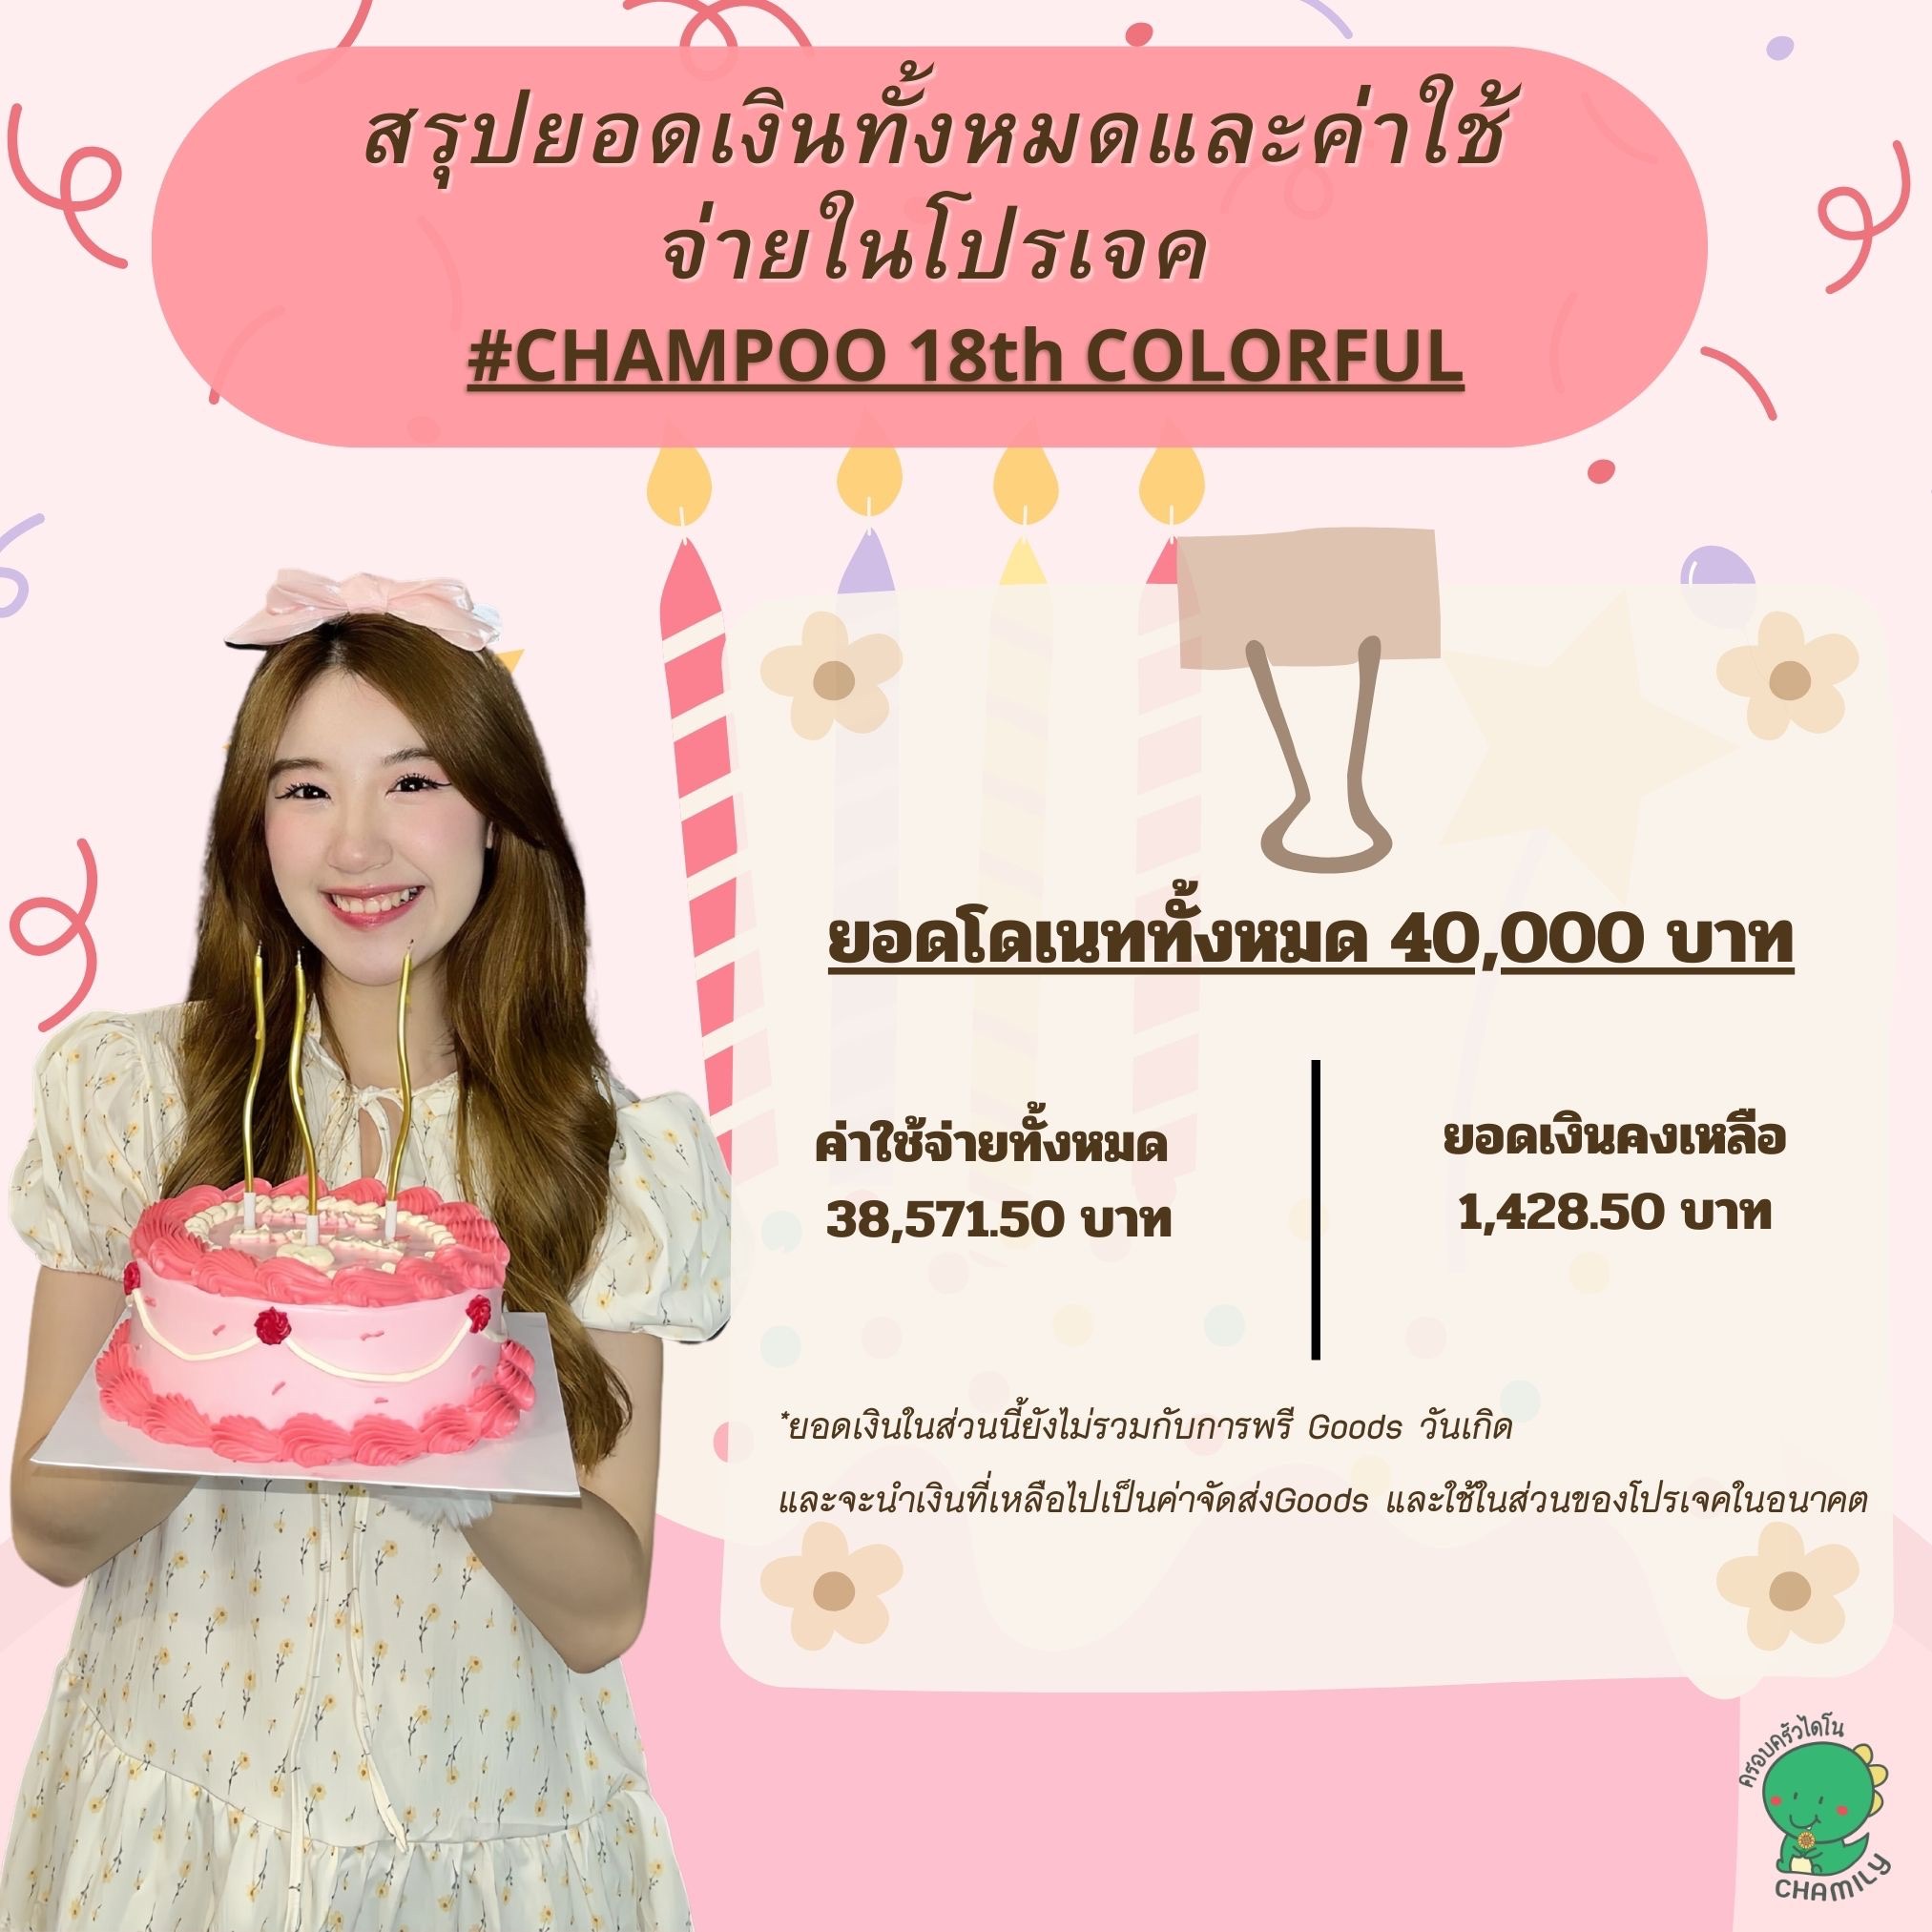 สรุปยอดเงินทั้งหมดและค่าใช้
จ่ายในโปรเจค
#CHAMPOO 18th COLORFUL
ยอดโดเนททั้งหมด 40,000 บาท
ค่าใช้จ่ายทั้งหมด
38,571.50 บาท
ยอดเงินคงเหลือ
1,428.50 บาท
*ยอดเงินในส่วนนี้ยังไม่รวมกับการพรี Goods วันเกิด
และจะนำเงินที่เหลือไปเป็นค่าจัดส่งGoods และใช้ในส่วนของโปรเจคในอนาคต
ครอบครัวไดโน
CHAMILY